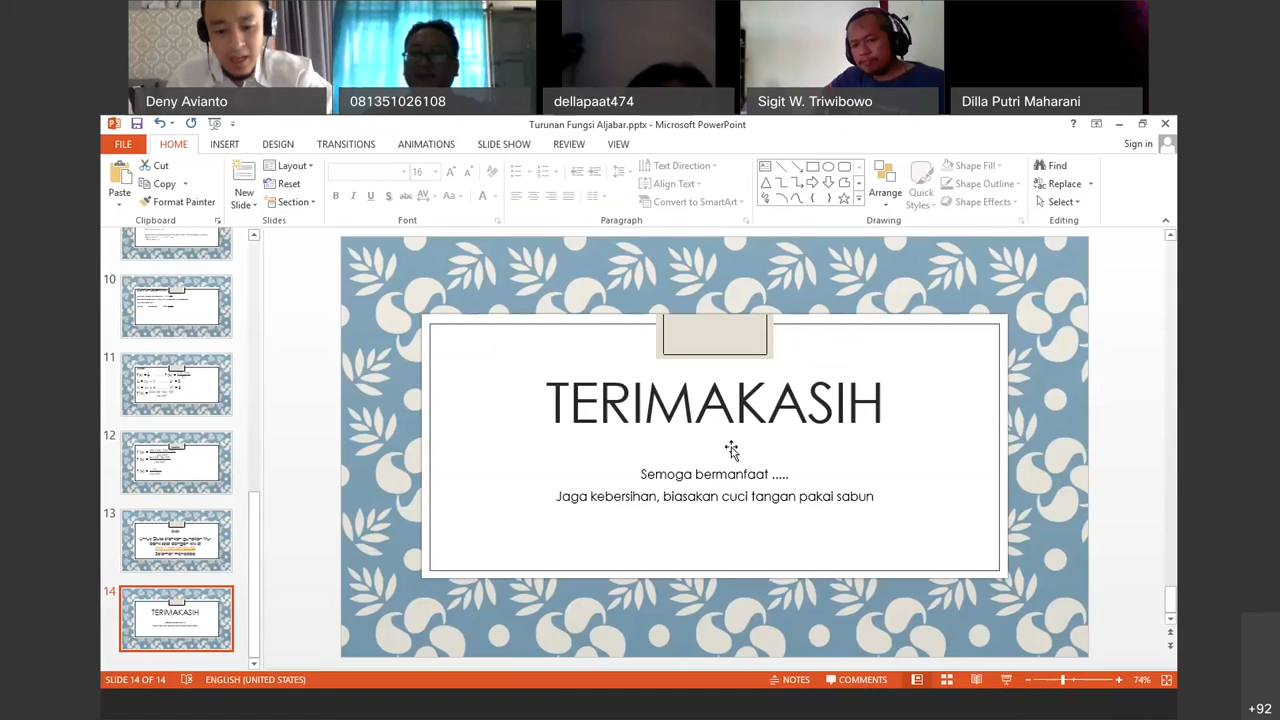 Deny Avianto
081351026108
dellapaat474
Sigit W. Triwibowo
Dilla Putri Maharani
Turunan Fungsi Aljabar.pptx - Microsoft PowerPoint
FILE HOME INSERT DESIGN TRANSITIONS ANIMATIONS SLIDE SHOW REVIEW VIEW Sign in
Paste
Cut
Copy
Format Painter
Clipboard
New Slide
Layout
Reset
Section
Slides
16
Font
Text Direction
Align Text
Convert to SmartArt
Paragraph
Arrange
Quick Styles
Shape Fill
Shape Outline
Shape Effects
Drawing
Find
Replace
Select
Editing
10
11
12
13
14
TERIMAKASIH
TERIMAKASIH
Semoga bermanfaat .....
Jaga kebersihan, biasakan cuci tangan pakai sabun
SLIDE 14 OF 14 ENGLISH (UNITED STATES) NOTES COMMENTS 74%
+92